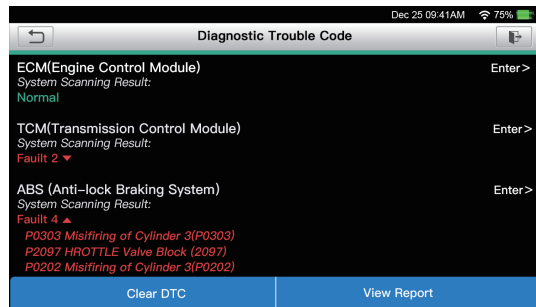 Dec 25 09:41AM 75%
Diagnostic Trouble Code
ECM(Engine Control Module) Enter>
System Scanning Result:
Normal
TCM(Transmission Control Module) Enter>
System Scanning Result:
Fauilt 2 ▼
ABS (Anti-lock Braking System) Enter>
System Scanning Result:
Fauilt 4 ▲
P0303 Misifiring of Cylinder 3(P0303)
P2097 HROTTLE Valve Block (2097)
P0202 Misifiring of Cylinder 3(P0202)
Clear DTC View Report